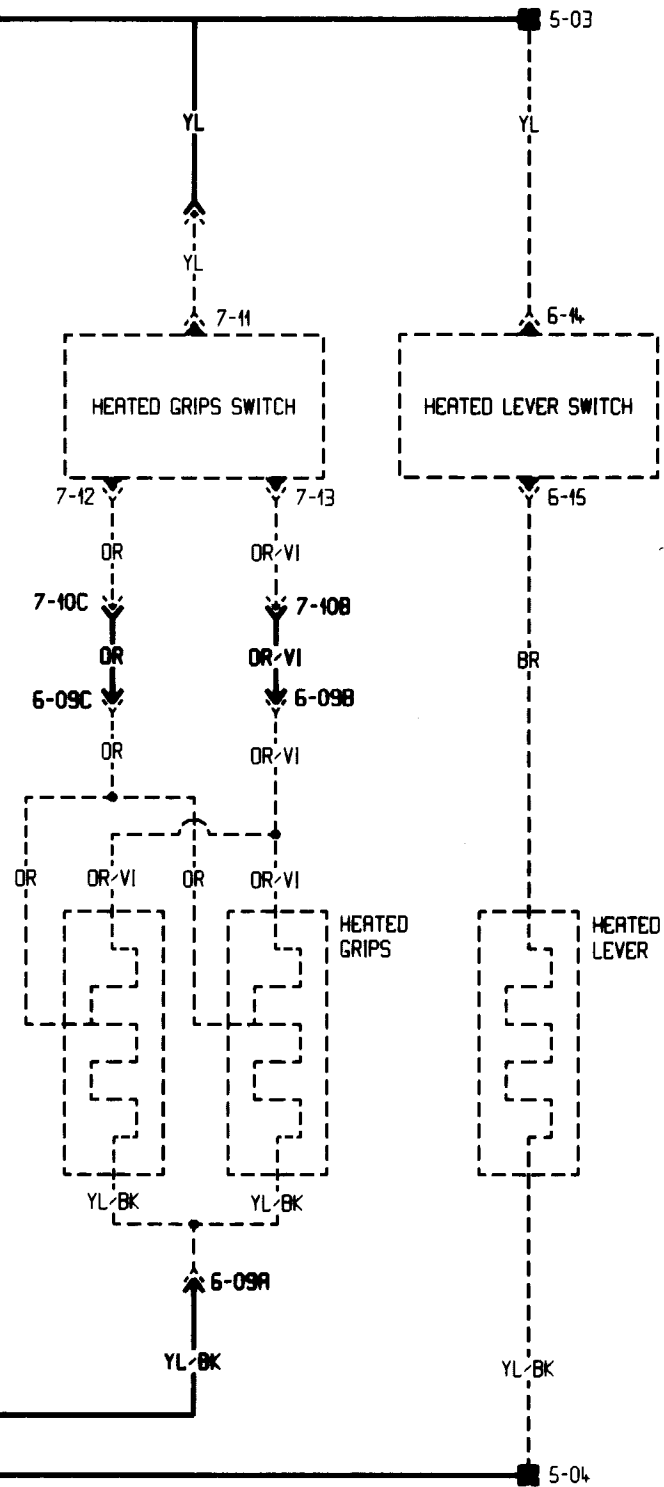 5-03
YL
YL
YL
7-11
6-14
HEATED GRIPS SWITCH
HEATED LEVER SWITCH
7-12
7-13
6-15
OR
OR/VI
7-10C
7-10B
OR
OR/VI
BR
6-09C
6-09B
OR
OR/VI
OR
OR/VI
OR
OR/VI
HEATED
GRIPS
HEATED
LEVER
YL/BK
YL/BK
6-09A
YL/BK
YL/BK
5-04